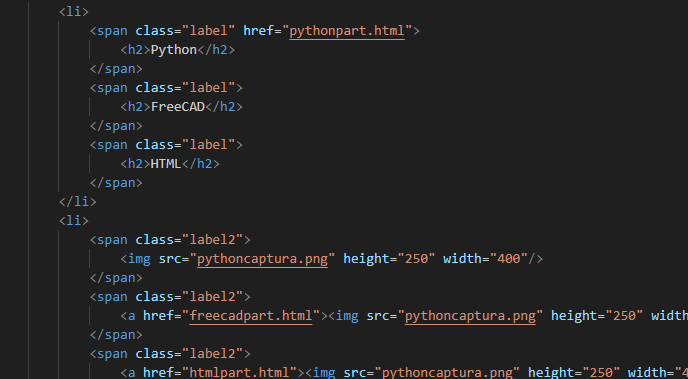 <li>
<span class="label" href="pythonpart.html">
<h2>Python</h2>
</span>
<span class="label">
<h2>FreeCAD</h2>
</span>
<span class="label">
<h2>HTML</h2>
</span>
</li>
<li>
<span class="label2">
<img src="pythoncaptura.png" height="250" width="400"/>
</span>
<span class="label2">
<a href="freecadpart.html"><img src="pythoncaptura.png" height="250" width
</span>
<span class="label2">
<a href="htmlpart.html"><img src="pythoncaptura.png" height="250" width="4